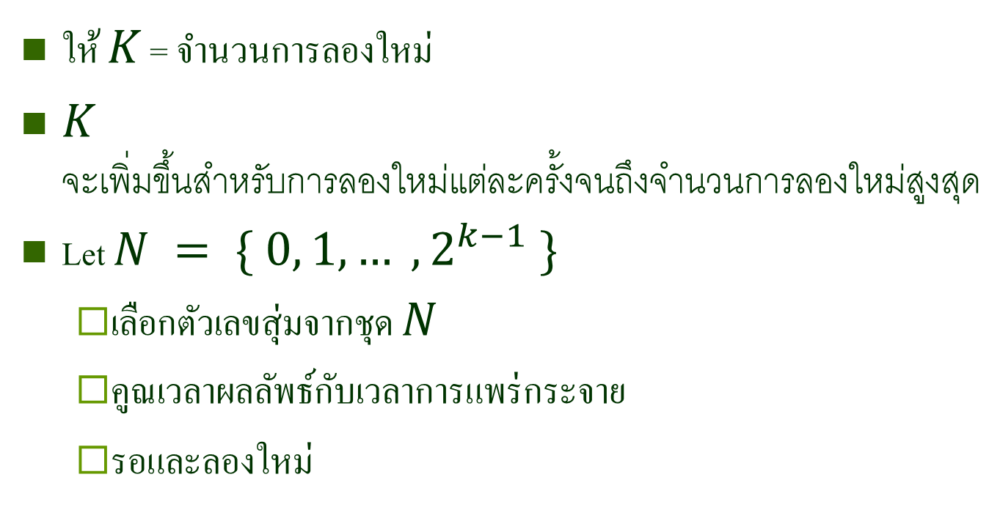 ให้ K = จำนวนการลองใหม่
K
จะเพิ่มขึ้นสำหรับการลองใหม่แต่ละครั้งจนถึงจำนวนการลองใหม่สูงสุด
Let N = { 0, 1, … , 2^{k−1} }
เลือกตัวเลขสุ่มจากชุด N
คูณเวลาผลลัพธ์กับเวลาการแพร่กระจาย
รอและลองใหม่